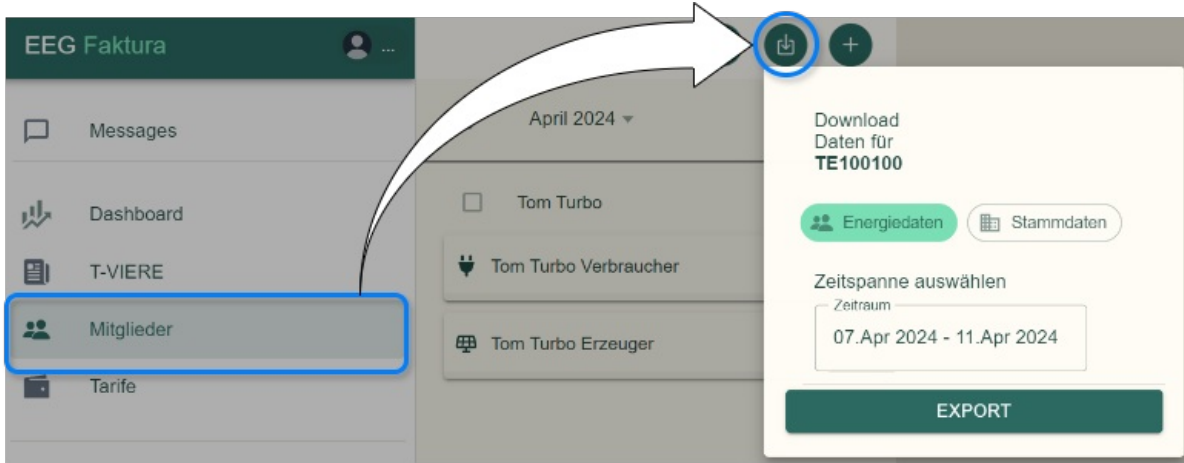 EEG Faktura
...
Messages
Dashboard
T-VIERE
Mitglieder
Tarife
April 2024
Tom Turbo
Tom Turbo Verbraucher
Tom Turbo Erzeuger
Download
Daten für
TE100100
Energiedaten
Stammdaten
Zeitspanne auswählen
Zeitraum
07.Apr 2024 - 11.Apr 2024
EXPORT